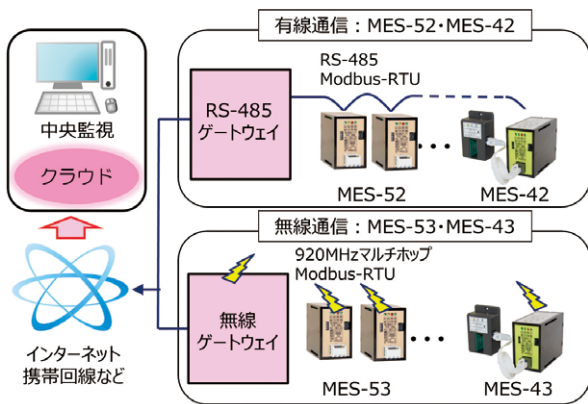 有線通信：MES-52・MES-42
RS-485
Modbus-RTU
RS-485
ゲートウェイ
MES-52
MES-42
中央監視
クラウド
インターネット
携帯回線など
無線通信：MES-53・MES-43
920MHzマルチホップ
Modbus-RTU
無線
ゲートウェイ
MES-53
MES-43